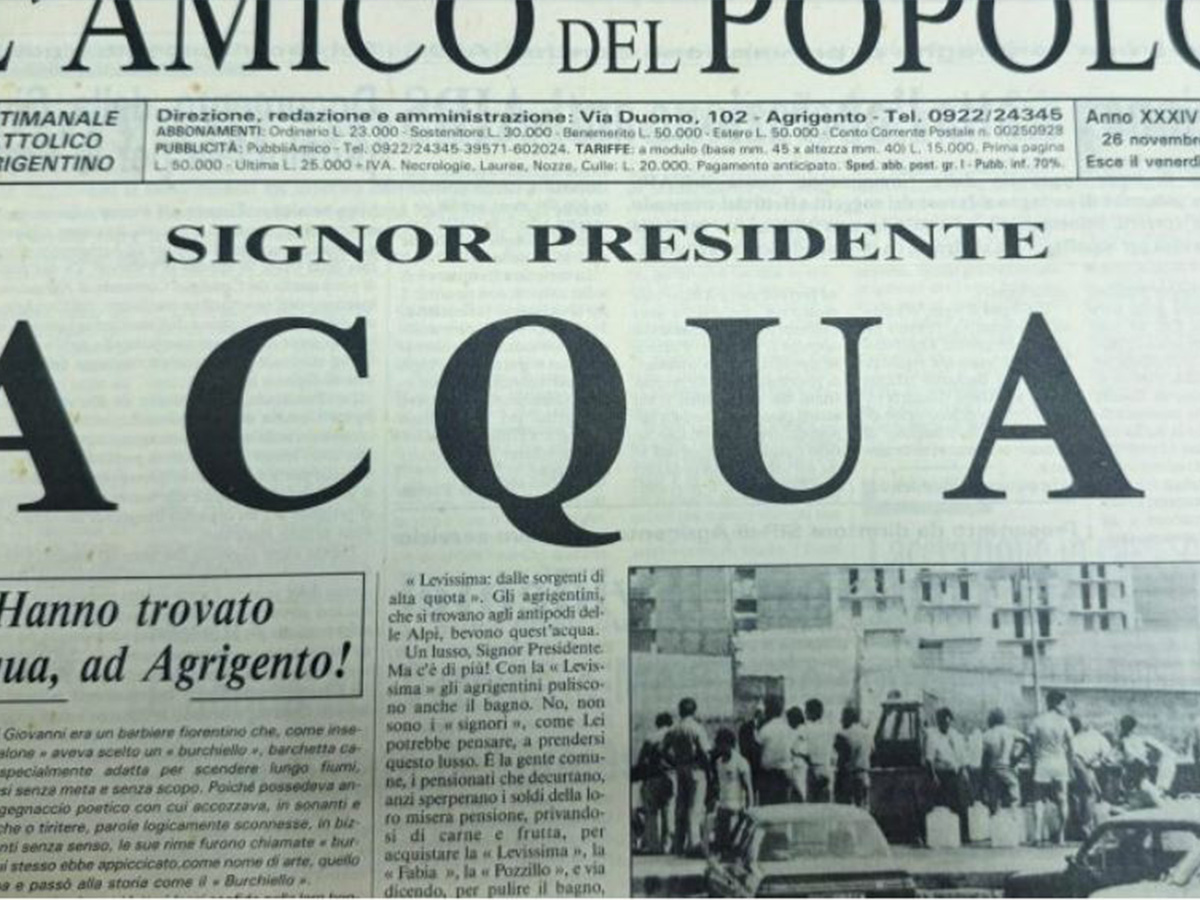 L'AMICO DEL POPOLO
TIMANALE
TTOLICO
RIGENTINO
Direzione, redazione e amministrazione: Via Duomo, 102 - Agrigento - Tel. 0922/24345
ABBONAMENTI: Ordinario L. 23.000 - Sostenitore L. 30.000 - Benemerito L. 50.000 - Estero L. 50.000 - Conto Corrente Postale n. 00250928
PUBBLICITÀ: PubbliAmico - Tel. 0922/24345-39571-602024. TARIFFE: a modulo (base mm. 45 x altezza mm. 40) L. 15.000. Prima pagina
L. 50.000 - Ultima L. 25.000 + IVA. Necrologie, Lauree, Nozze, Culle: L. 20.000. Pagamento anticipato. Sped. abb. post. gr. I - Pubb. inf. 70%.
Anno XXXIV
26 novembre
Esce il venerdì
SIGNOR PRESIDENTE
ACQUA
Hanno trovato
ua, ad Agrigento!
Giovanni era un barbiere fiorentino che, come inse-
alone » aveva scelto un « burchiello », barchetta ca-
specialmente adatta per scendere lungo fiumi,
si senza meta e senza scopo. Poiché possedeva an-
gegnaccio poetico con cui accozzava, in sonanti e
che o tiritere, parole logicamente sconnesse, in biz-
nti senza senso, le sue rime furono chiamate « bur-
ui stesso ebbe appiccicato come nome di arte, quello
a e passò alla storia come il « Burchiello ».
« Levissima: dalle sorgenti di
alta quota ». Gli agrigentini,
che si trovano agli antipodi del-
le Alpi, bevono quest'acqua.
Un lusso, Signor Presidente.
Ma c'è di più! Con la « Levis-
sima » gli agrigentini pulisco-
no anche il bagno. No, non
sono i « signori », come Lei
potrebbe pensare, a prendersi
questo lusso. È la gente comu-
ne, i pensionati che decurtano,
anzi sperperano i soldi della lo-
ro misera pensione, privando-
si di carne e frutta, per
acquistare la « Levissima », la
« Fabia », la « Pozzillo », e via
dicendo, per pulire il bagno,